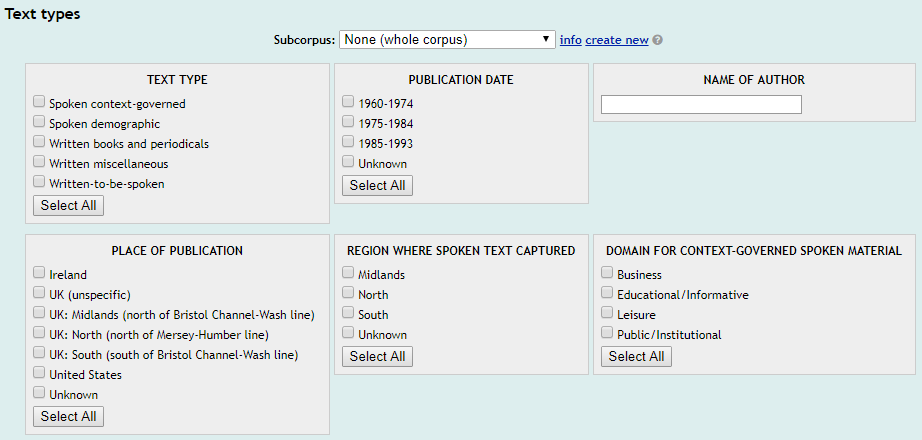 Text types
Subcorpus: None (whole corpus) info create new ?
TEXT TYPE
Spoken context-governed
Spoken demographic
Written books and periodicals
Written miscellaneous
Written-to-be-spoken
Select All
PUBLICATION DATE
1960-1974
1975-1984
1985-1993
Unknown
Select All
NAME OF AUTHOR
PLACE OF PUBLICATION
Ireland
UK (unspecific)
UK: Midlands (north of Bristol Channel-Wash line)
UK: North (north of Mersey-Humber line)
UK: South (south of Bristol Channel-Wash line)
United States
Unknown
Select All
REGION WHERE SPOKEN TEXT CAPTURED
Midlands
North
South
Unknown
Select All
DOMAIN FOR CONTEXT-GOVERNED SPOKEN MATERIAL
Business
Educational/Informative
Leisure
Public/Institutional
Select All